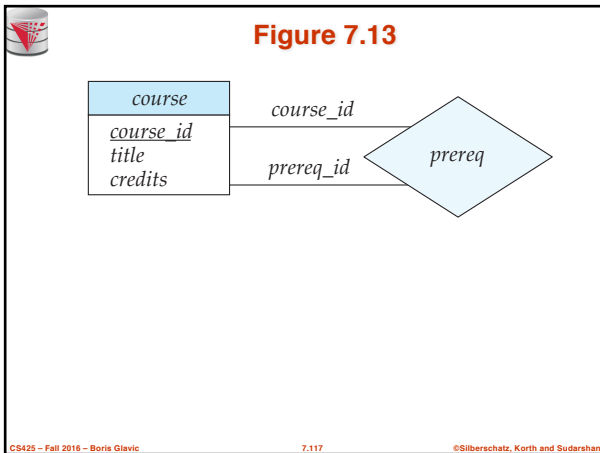 Figure 7.13
course
course_id
title
credits
course_id
prereq_id
prereq
CS425 – Fall 2016 – Boris Glavic
7.117
©Silberschatz, Korth and Sudarshan